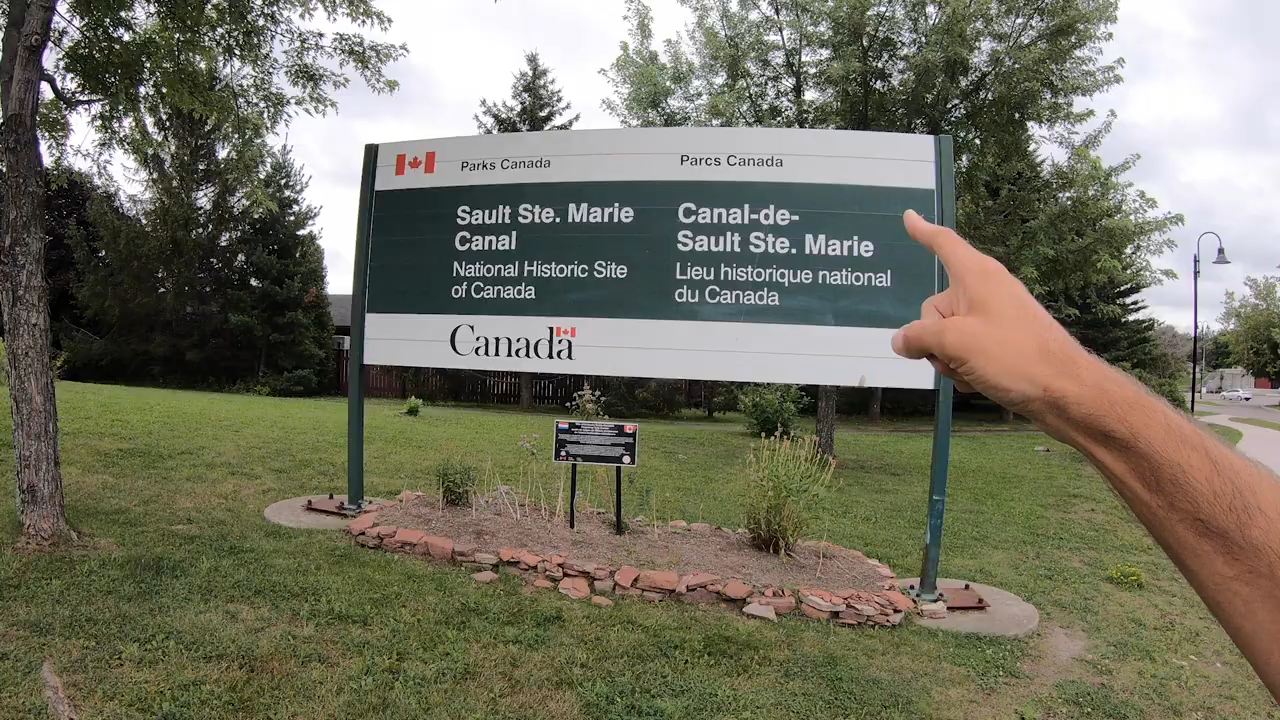 Parks Canada
Parcs Canada
Sault Ste. Marie
Canal
National Historic Site
of Canada
Canal-de-
Sault Ste. Marie
Lieu historique national
du Canada
Canada